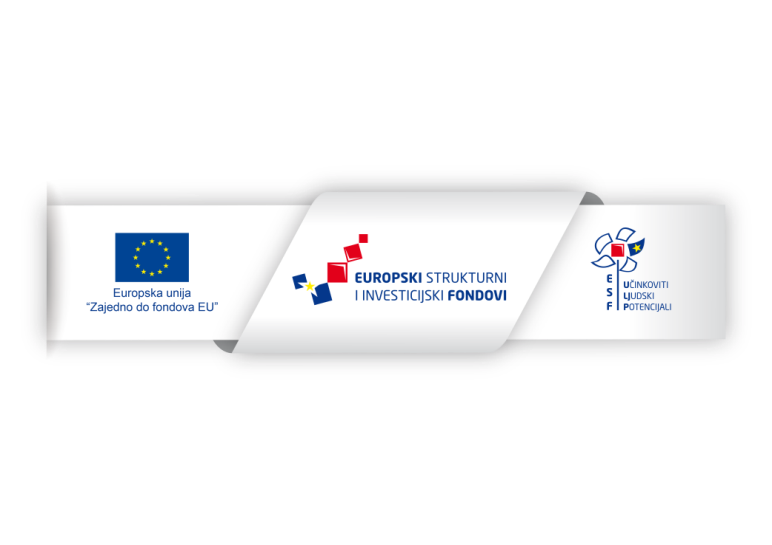 Europska unija
“Zajedno do fondova EU”
EUROPSKI STRUKTURNI
I INVESTICIJSKI FONDOVI
ESF
UČINKOVITI
LJUDSKI
POTENCIJALI